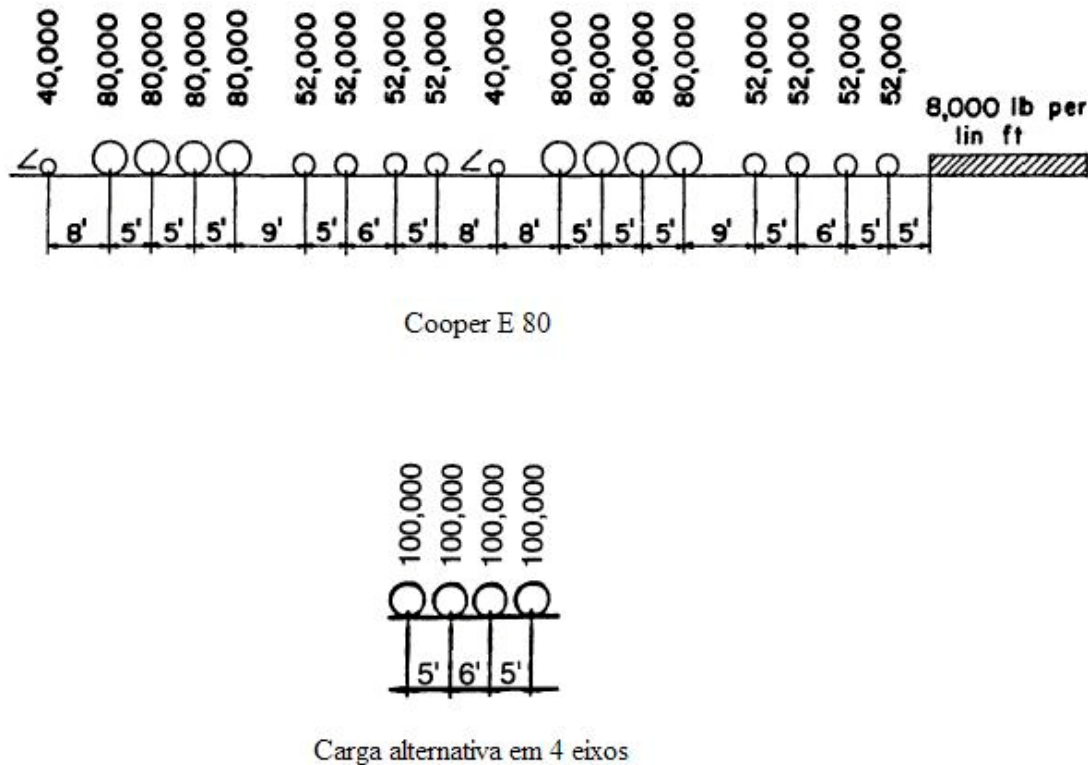 40,000 80,000 80,000 80,000 80,000 52,000 52,000 52,000 52,000 40,000 80,000 80,000 80,000 80,000 52,000 52,000 52,000 52,000
8,000 lb per
lin ft
8' 5' 5' 5' 9' 5' 6' 5' 8' 8' 5' 5' 5' 9' 5' 6' 5' 5'
Cooper E 80
100,000 100,000 100,000 100,000
5' 6' 5'
Carga alternativa em 4 eixos